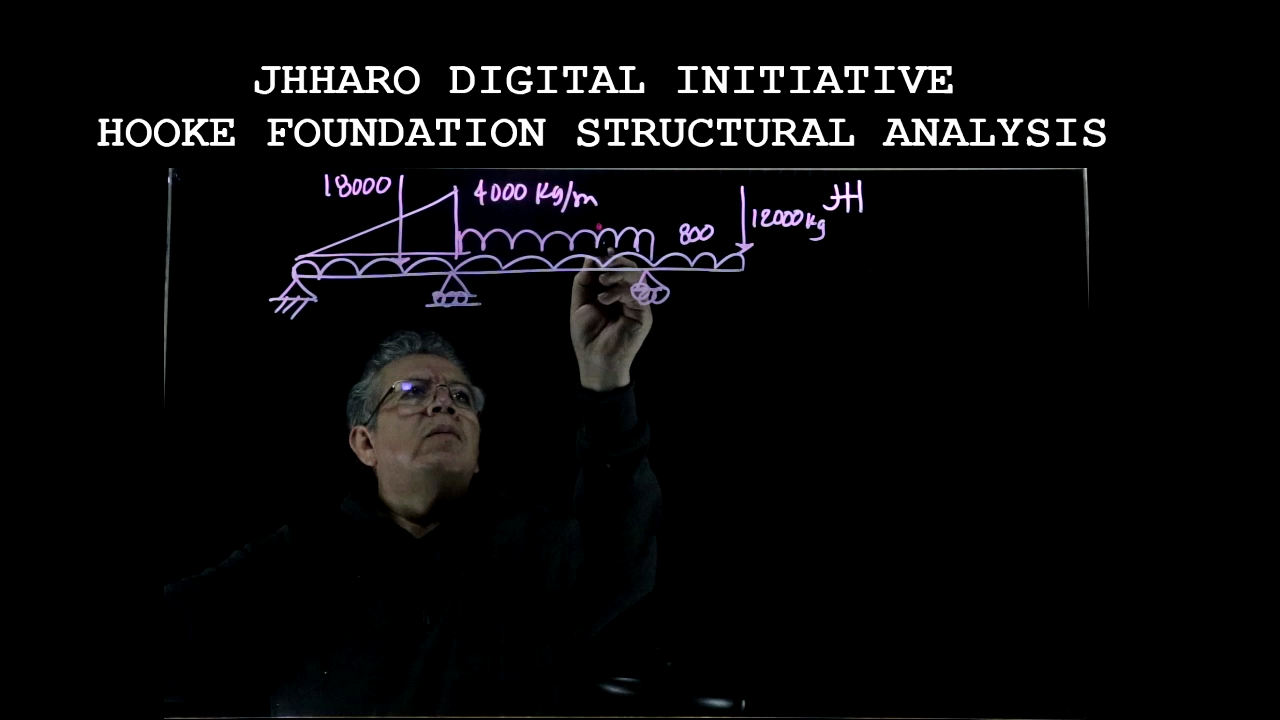 JHHARO DIGITAL INITIATIVE
HOOKE FOUNDATION STRUCTURAL ANALYSIS
18000
4000 Kg/m
800
12000 kg
JH